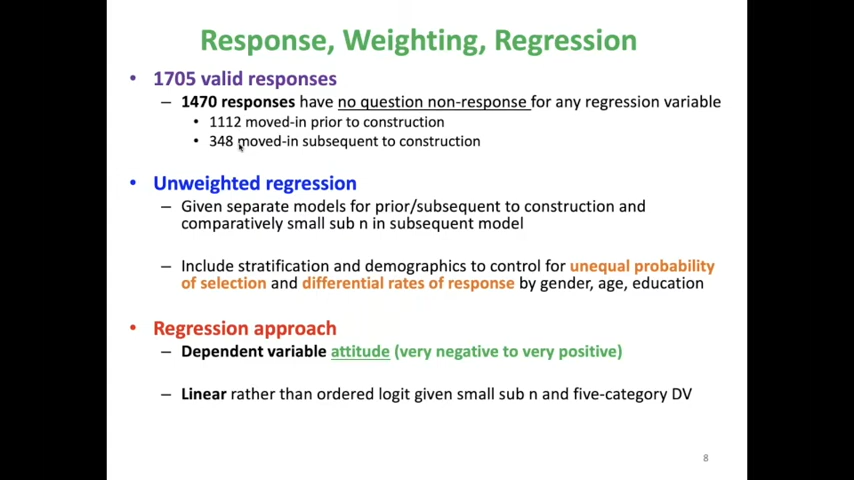 Response, Weighting, Regression
• 1705 valid responses
– 1470 responses have no question non-response for any regression variable
• 1112 moved-in prior to construction
• 348 moved-in subsequent to construction
• Unweighted regression
– Given separate models for prior/subsequent to construction and
comparatively small sub n in subsequent model
– Include stratification and demographics to control for unequal probability
of selection and differential rates of response by gender, age, education
• Regression approach
– Dependent variable attitude (very negative to very positive)
– Linear rather than ordered logit given small sub n and five-category DV
8